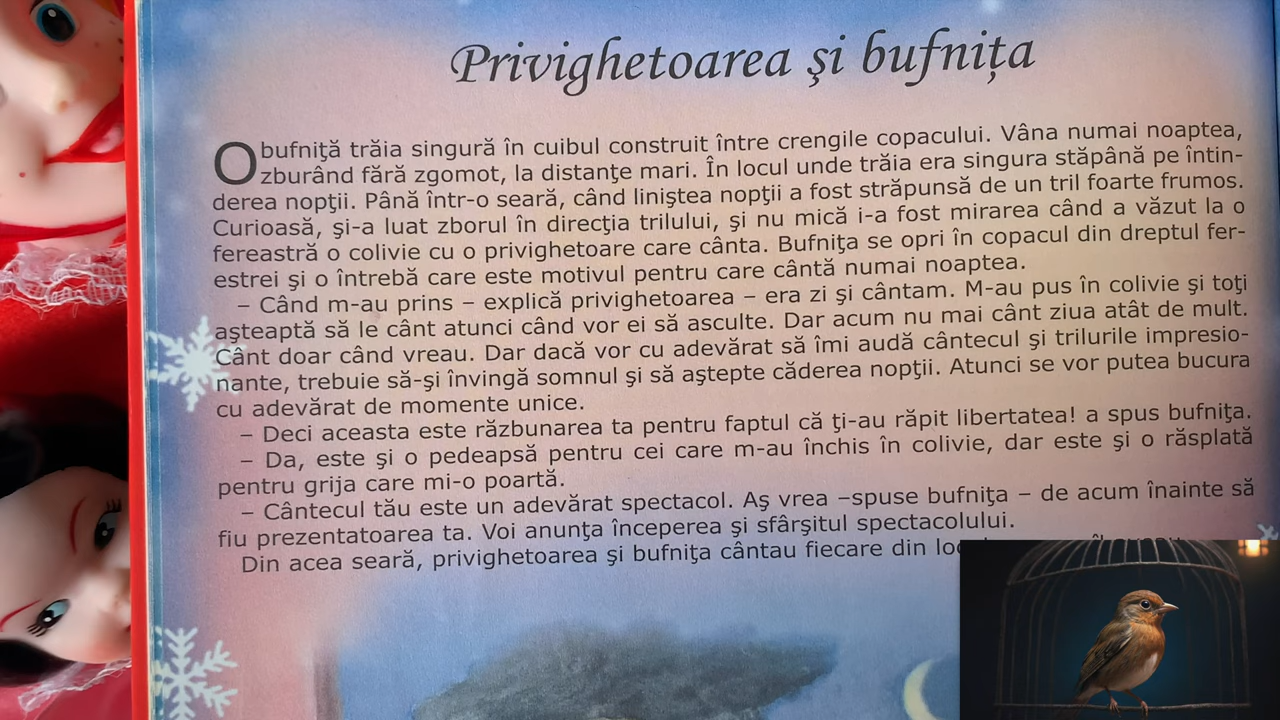 Privighetoarea şi bufnița
O bufniţă trăia singură în cuibul construit între crengile copacului. Vâna numai noaptea,
zburând fără zgomot, la distanţe mari. În locul unde trăia era singura stăpână pe întin-
derea nopţii. Până într-o seară, când liniştea nopţii a fost străpunsă de un tril foarte frumos.
Curioasă, şi-a luat zborul în direcţia trilului, şi nu mică i-a fost mirarea când a văzut la o
fereastră o colivie cu o privighetoare care cânta. Bufniţa se opri în copacul din dreptul fer-
estrei şi o întrebă care este motivul pentru care cântă numai noaptea.
– Când m-au prins – explică privighetoarea – era zi şi cântam. M-au pus în colivie şi toţi
aşteaptă să le cânt atunci când vor ei să asculte. Dar acum nu mai cânt ziua atât de mult.
Cânt doar când vreau. Dar dacă vor cu adevărat să îmi audă cântecul şi trilurile impresio-
nante, trebuie să-şi învingă somnul şi să aştepte căderea nopţii. Atunci se vor putea bucura
cu adevărat de momente unice.
– Deci aceasta este răzbunarea ta pentru faptul că ţi-au răpit libertatea! a spus bufniţa.
– Da, este şi o pedeapsă pentru cei care m-au închis în colivie, dar este şi o răsplată
pentru grija care mi-o poartă.
– Cântecul tău este un adevărat spectacol. Aş vrea –spuse bufniţa – de acum înainte să
fiu prezentatoarea ta. Voi anunţa începerea şi sfârşitul spectacolului.
Din acea seară, privighetoarea şi bufniţa cântau fiecare din